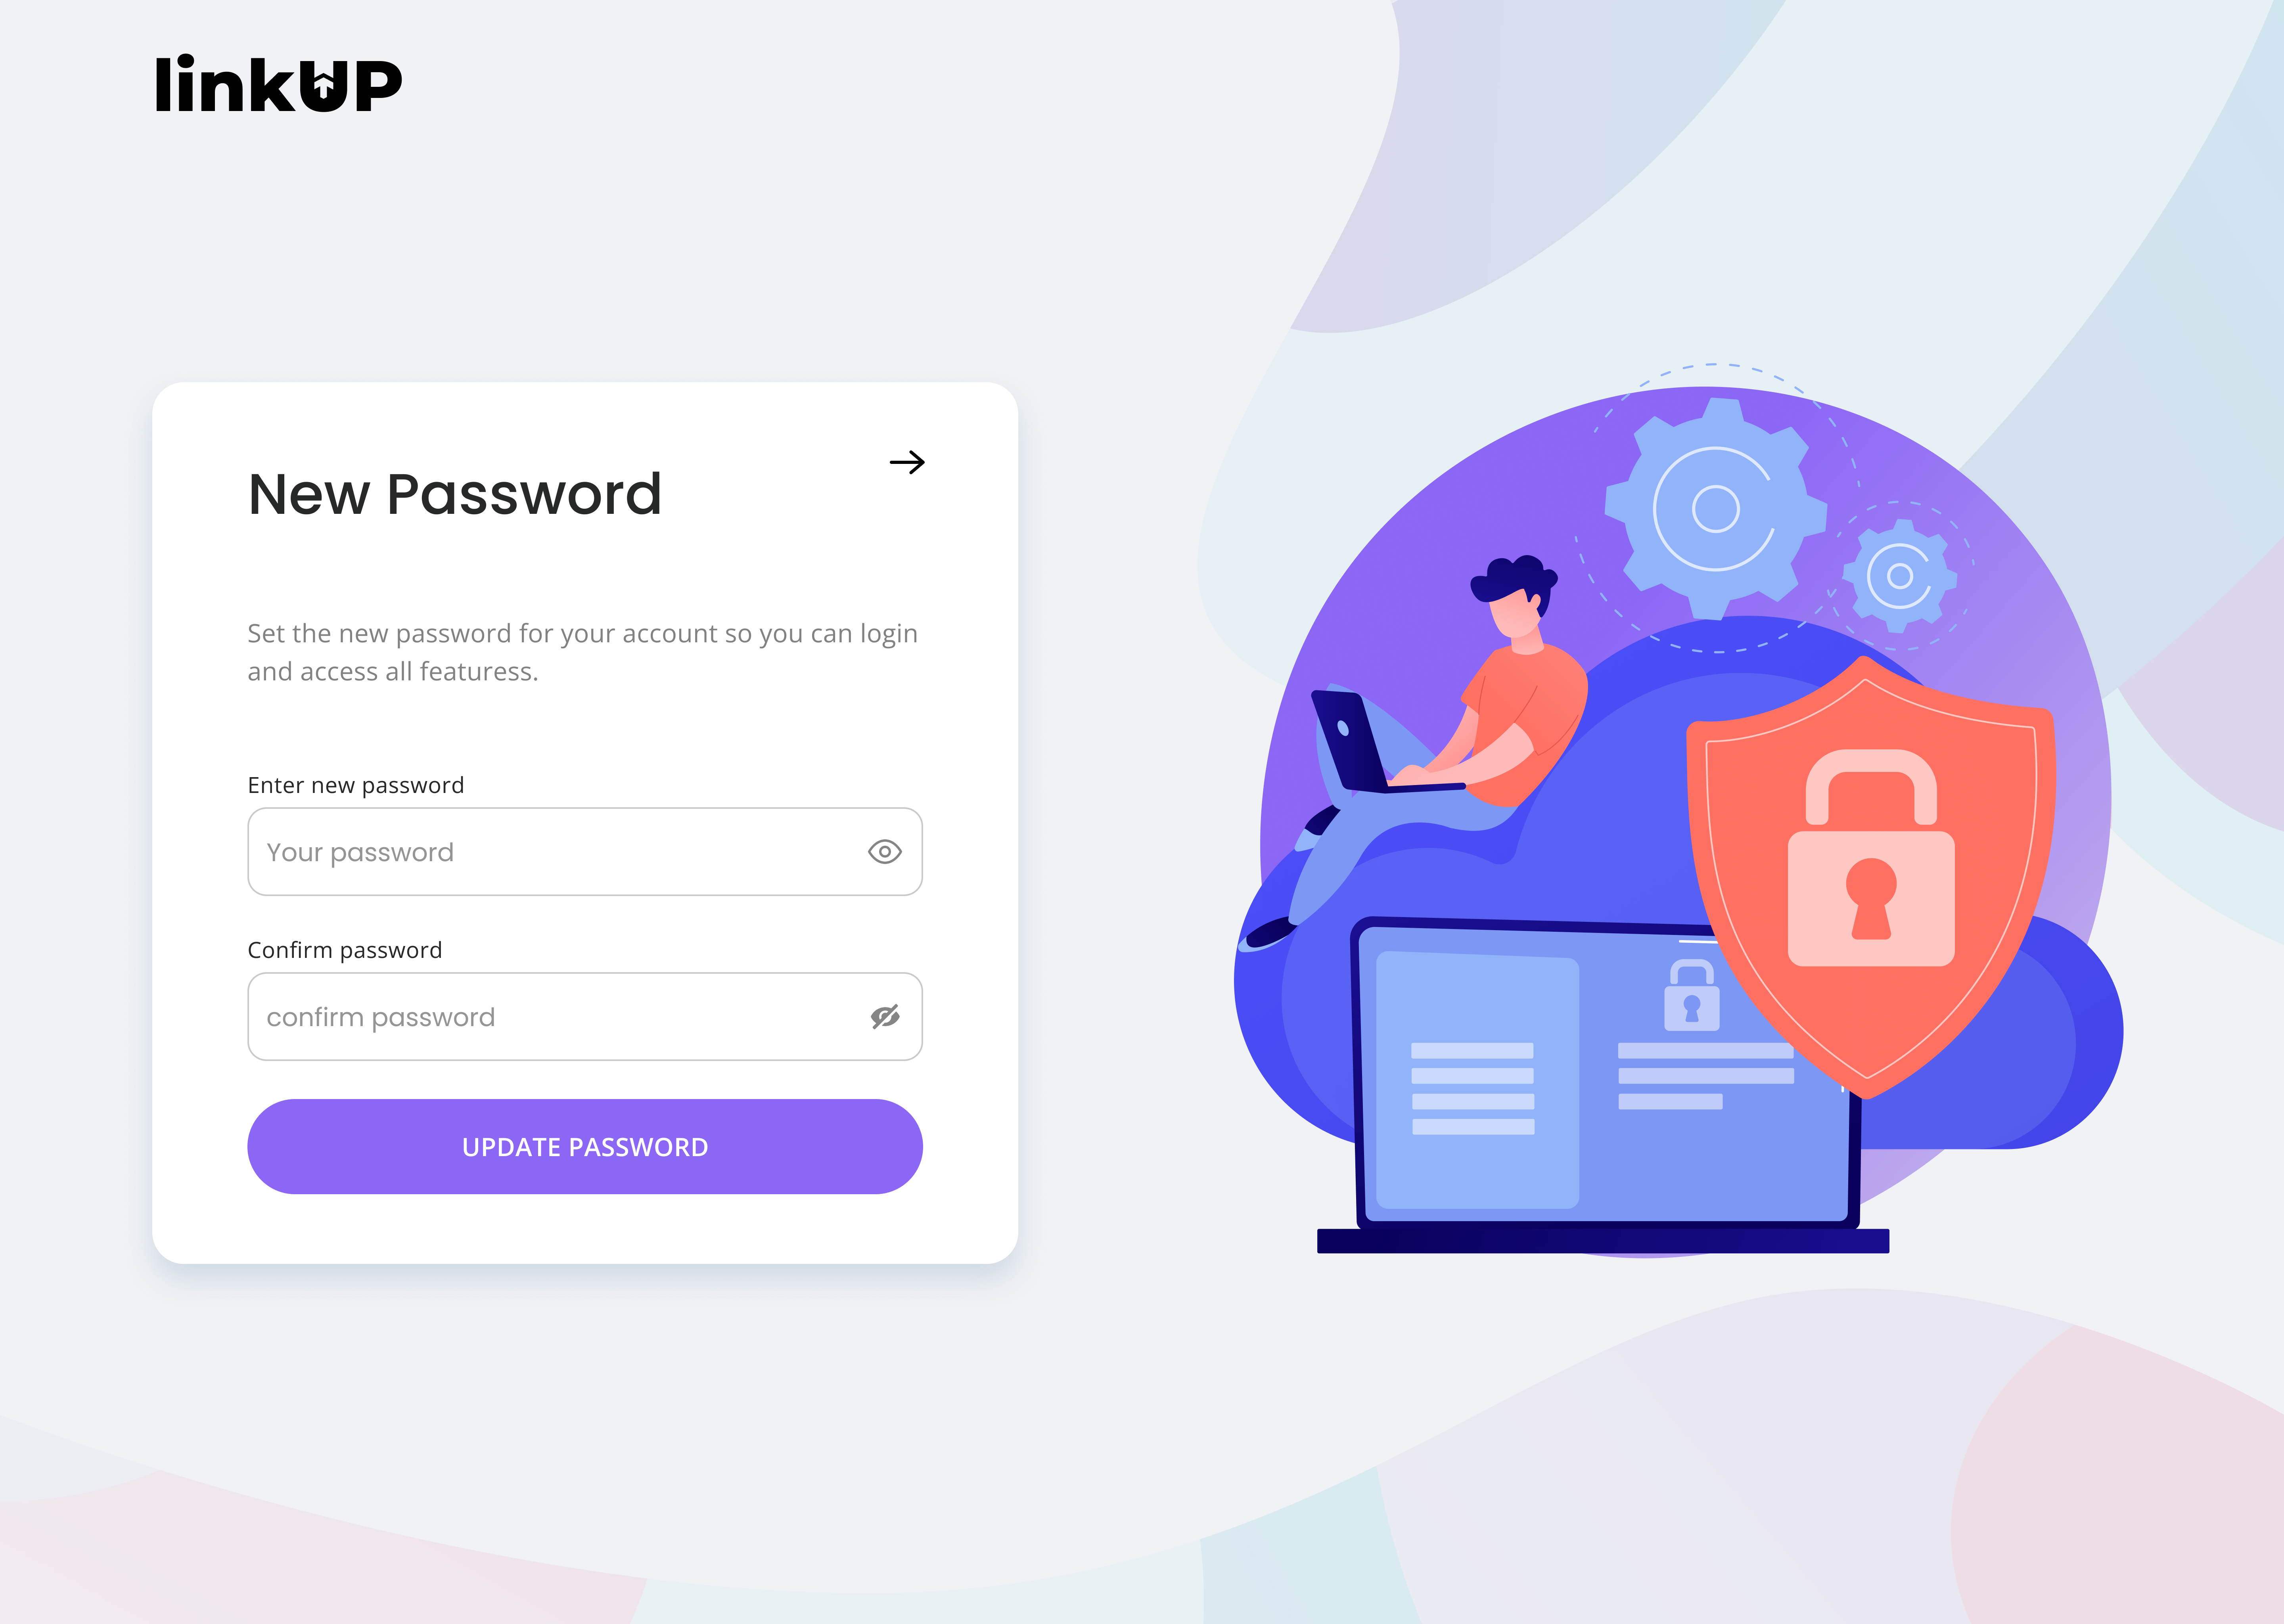 linkUP
New Password
Set the new password for your account so you can login
and access all featuress.
Enter new password
Your password
Confirm password
confirm password
UPDATE PASSWORD